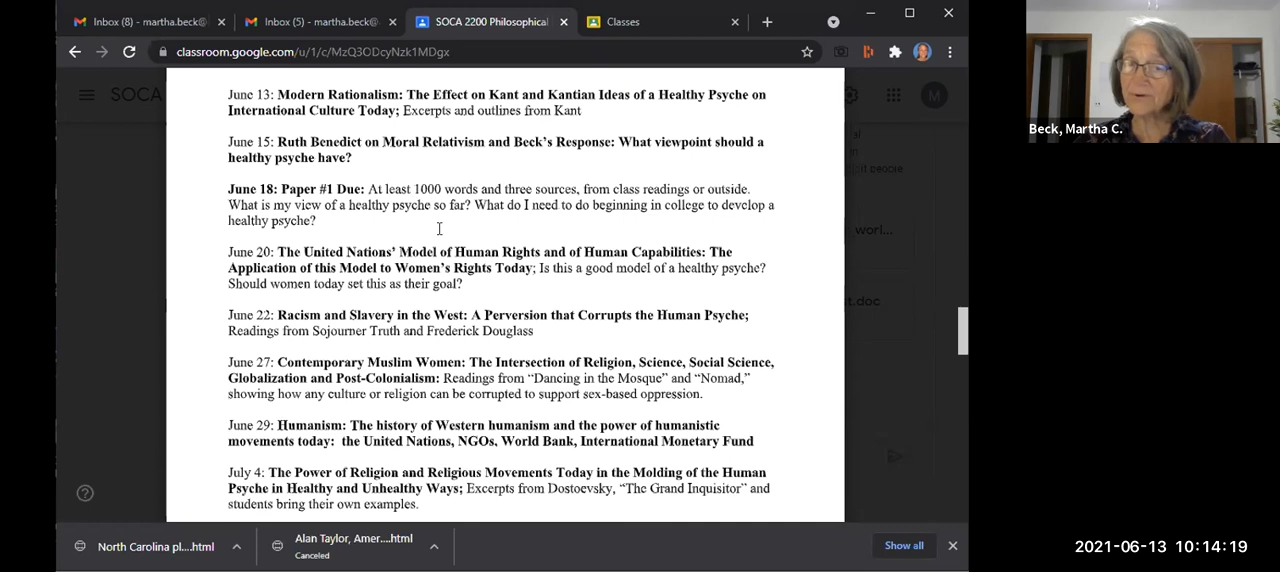 Inbox (8) - martha.beck@
Inbox (5) - martha.beck@
SOCA 2200 Philosophical
Classes
classroom.google.com/u/1/c/MzQ3ODcyNzk1MDgx
SOCA
M
June 13: Modern Rationalism: The Effect on Kant and Kantian Ideas of a Healthy Psyche on
International Culture Today; Excerpts and outlines from Kant
June 15: Ruth Benedict on Moral Relativism and Beck's Response: What viewpoint should a
healthy psyche have?
June 18: Paper #1 Due: At least 1000 words and three sources, from class readings or outside.
What is my view of a healthy psyche so far? What do I need to do beginning in college to develop a
healthy psyche?
June 20: The United Nations' Model of Human Rights and of Human Capabilities: The
Application of this Model to Women's Rights Today; Is this a good model of a healthy psyche?
Should women today set this as their goal?
June 22: Racism and Slavery in the West: A Perversion that Corrupts the Human Psyche;
Readings from Sojourner Truth and Frederick Douglass
June 27: Contemporary Muslim Women: The Intersection of Religion, Science, Social Science,
Globalization and Post-Colonialism: Readings from “Dancing in the Mosque” and “Nomad,”
showing how any culture or religion can be corrupted to support sex-based oppression.
June 29: Humanism: The history of Western humanism and the power of humanistic
movements today:  the United Nations, NGOs, World Bank, International Monetary Fund
July 4: The Power of Religion and Religious Movements Today in the Molding of the Human
Psyche in Healthy and Unhealthy Ways; Excerpts from Dostoevsky, “The Grand Inquisitor” and
students bring their own examples.
worl...
t.doc
North Carolina pl....html
Alan Taylor, Amer....html
Canceled
Show all
Beck, Martha C.
2021-06-13 10:14:19